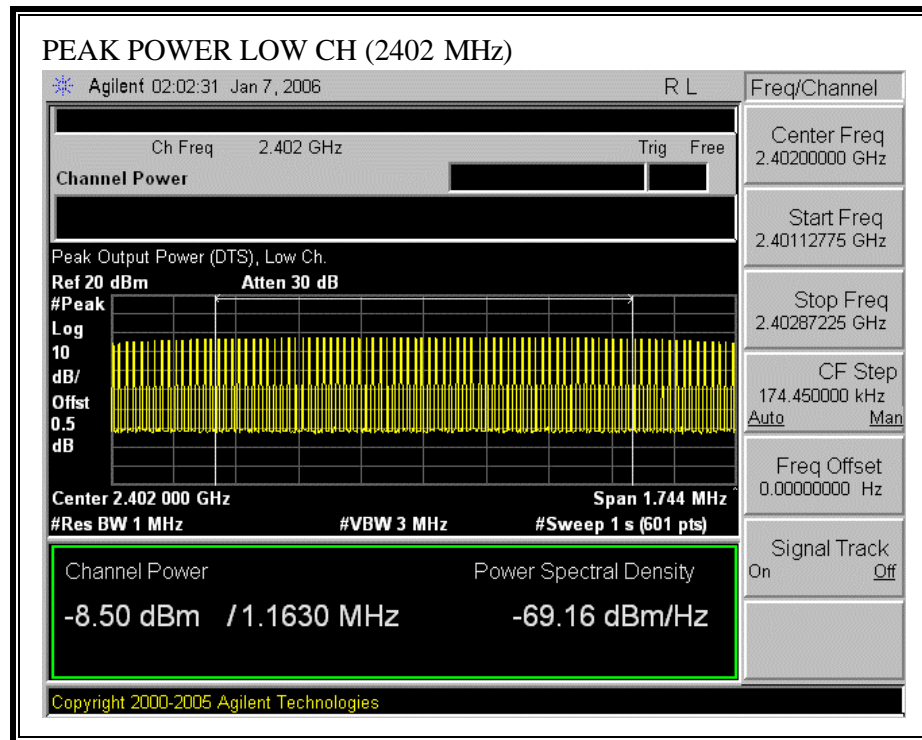 PEAK POWER LOW CH (2402 MHz)
Agilent 02:02:31 Jan 7, 2006 R L Freq/Channel
Ch Freq 2.402 GHz Trig Free
Channel Power
Center Freq
2.40200000 GHz
Start Freq
2.40112775 GHz
Stop Freq
2.40287225 GHz
CF Step
174.450000 kHz
Auto Man
Freq Offset
0.00000000 Hz
Signal Track
On Off
Peak Output Power (DTS), Low Ch.
Ref 20 dBm Atten 30 dB
#Peak
Log
10
dB/
Offst
0.5
dB
Center 2.402 000 GHz Span 1.744 MHz
#Res BW 1 MHz #VBW 3 MHz #Sweep 1 s (601 pts)
Channel Power Power Spectral Density
-8.50 dBm / 1.1630 MHz -69.16 dBm/Hz
Copyright 2000-2005 Agilent Technologies